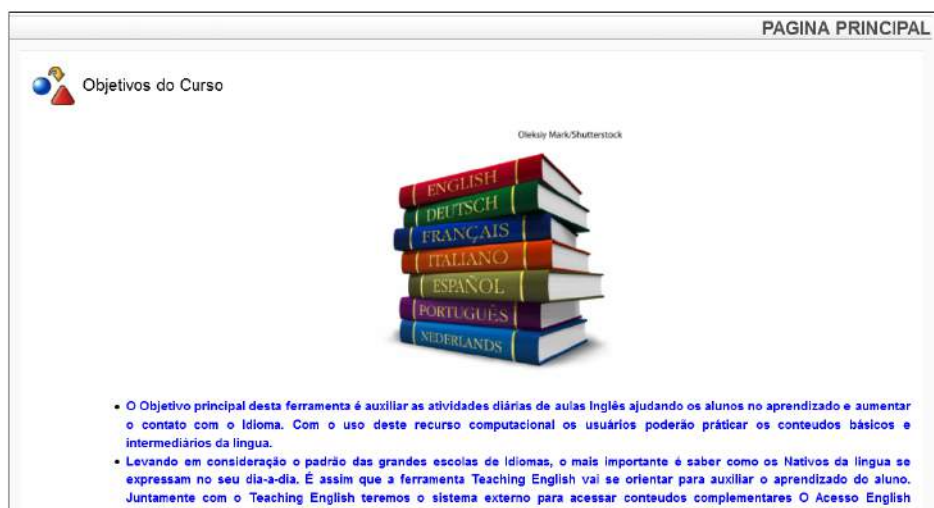 PAGINA PRINCIPAL
Objetivos do Curso
Oleksiy Mark/Shutterstock
ENGLISH
DEUTSCH
FRANÇAIS
ITALIANO
ESPAÑOL
PORTUGUÊS
NEDERLANDS
• O Objetivo principal desta ferramenta é auxiliar as atividades diárias de aulas Inglês ajudando os alunos no aprendizado e aumentar
o contato com o Idioma. Com o uso deste recurso computacional os usuários poderão práticar os conteudos básicos e
intermediários da lingua.
• Levando em consideração o padrão das grandes escolas de Idiomas, o mais importante é saber como os Nativos da lingua se
expressam no seu dia-a-dia. É assim que a ferramenta Teaching English vai se orientar para auxiliar o aprendizado do aluno.
Juntamente com o Teaching English teremos o sistema externo para acessar conteudos complementares O Acesso English